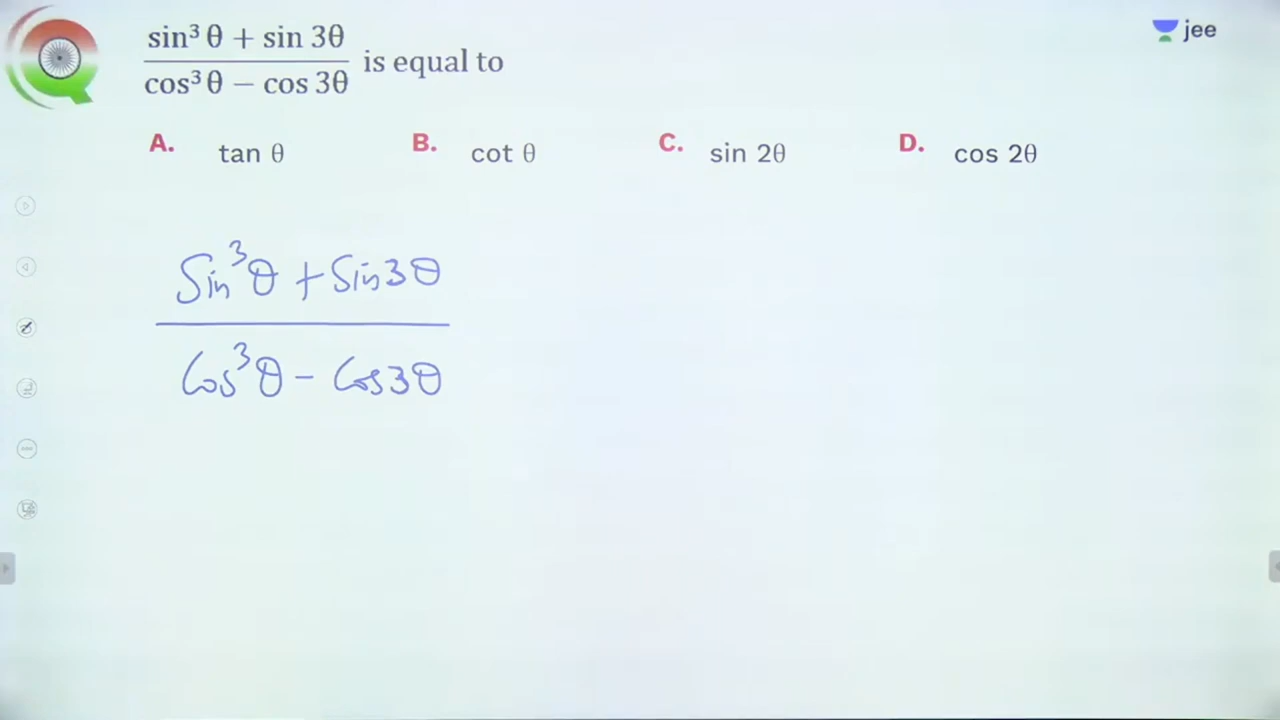 sin³ θ + sin 3θ
cos³ θ − cos 3θ
is equal to
jee
A. tan θ B. cot θ C. sin 2θ D. cos 2θ
Sin³θ + Sin3θ
Cos³θ − Cos3θ